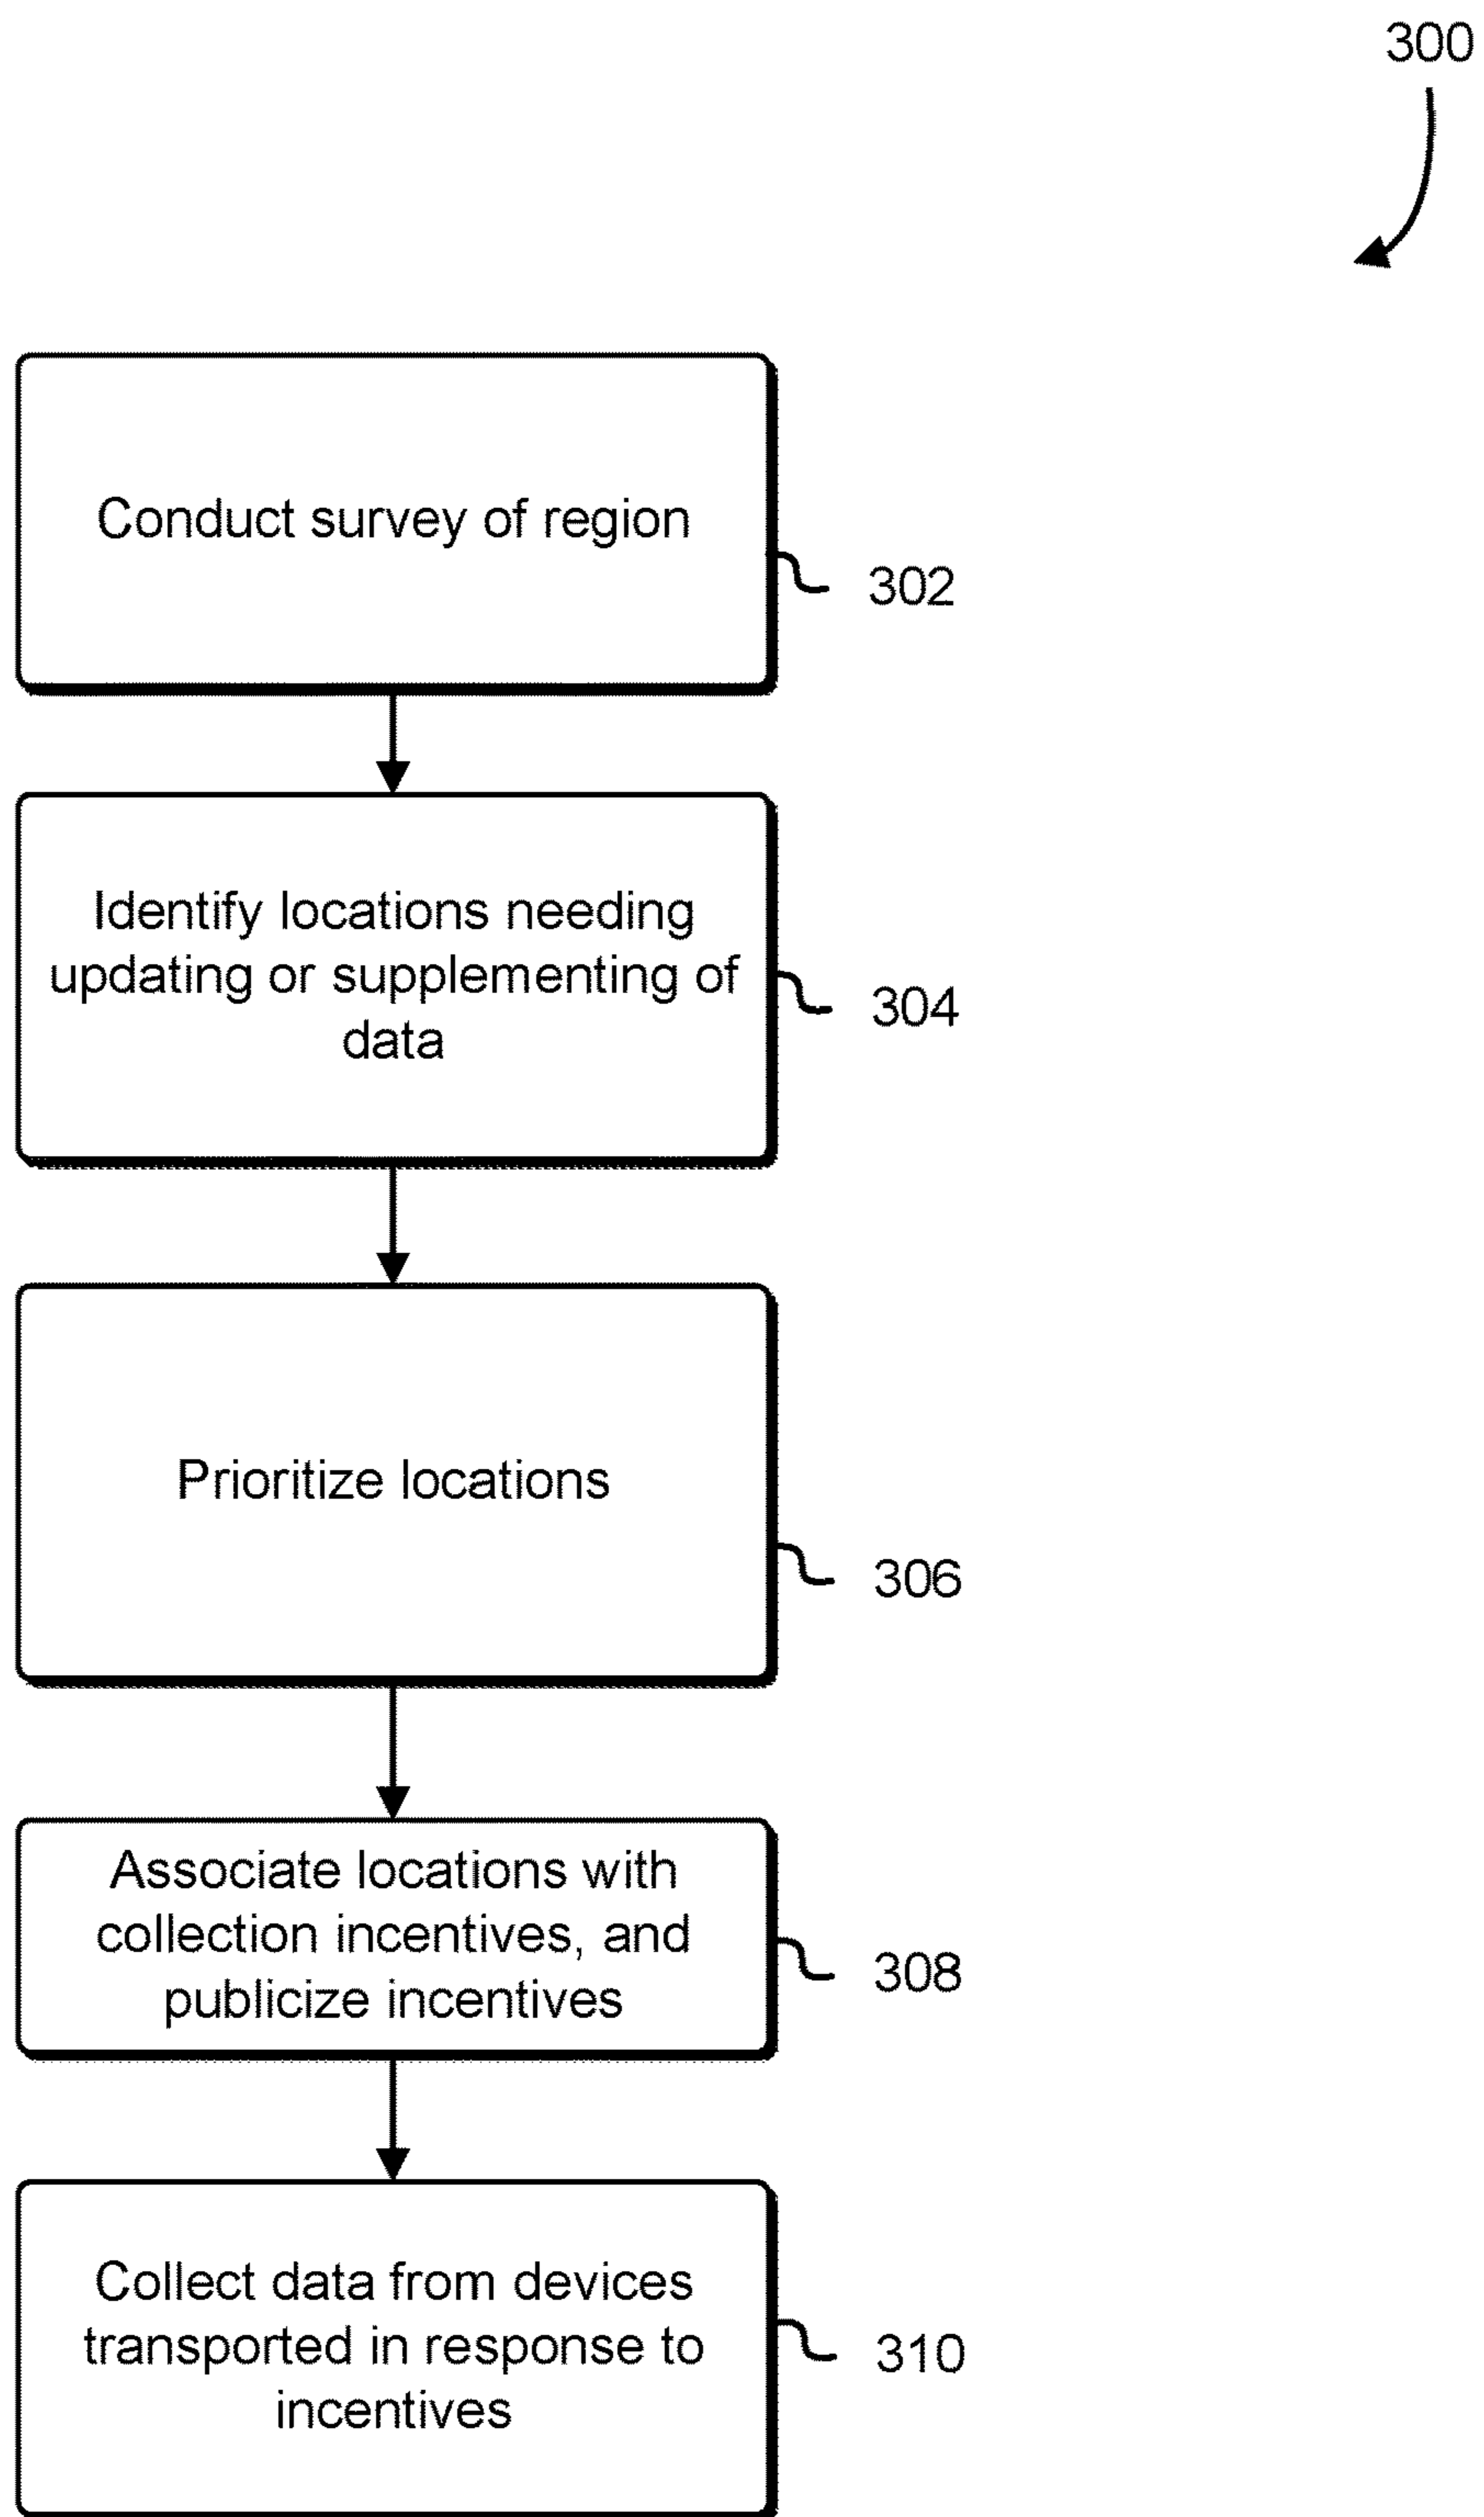 300
Conduct survey of region
302
Identify locations needing
updating or supplementing of
data
304
Prioritize locations
306
Associate locations with
collection incentives, and
publicize incentives
308
Collect data from devices
transported in response to
incentives
310